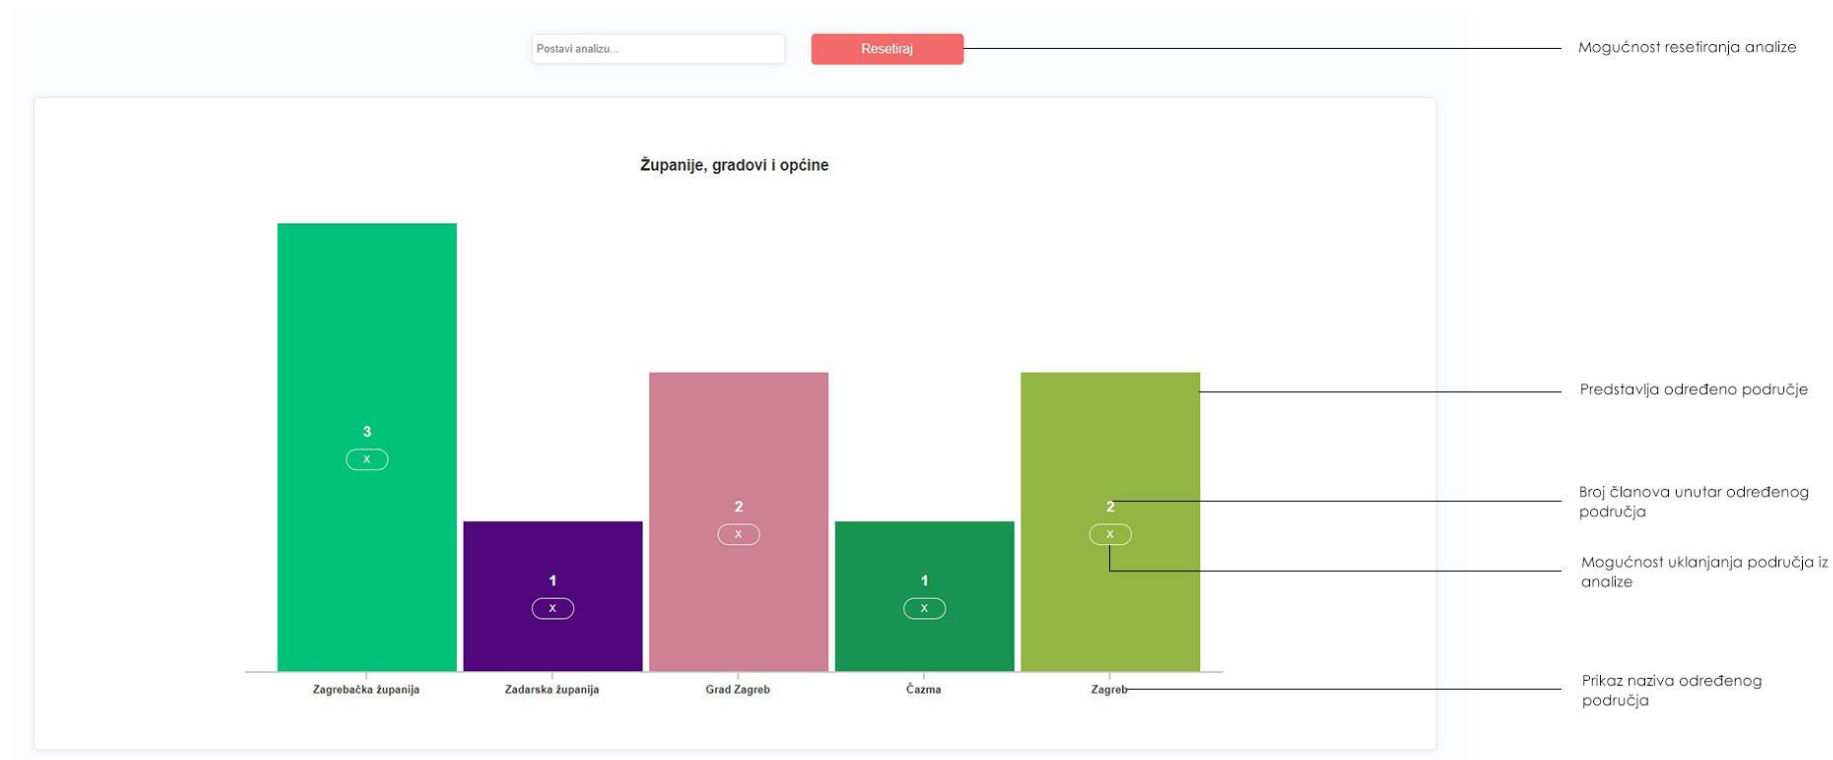 Postavi analizu...
Resetiraj
Mogućnost resetiranja analize
Županije, gradovi i općine
Predstavlja određeno područje
3
X
Broj članova unutar određenog
područja
2
X
2
X
Mogućnost uklanjanja područja iz
analize
1
X
1
X
Zagrebačka županija
Zadarska županija
Grad Zagreb
Čazma
Zagreb
Prikaz naziva određenog
područja